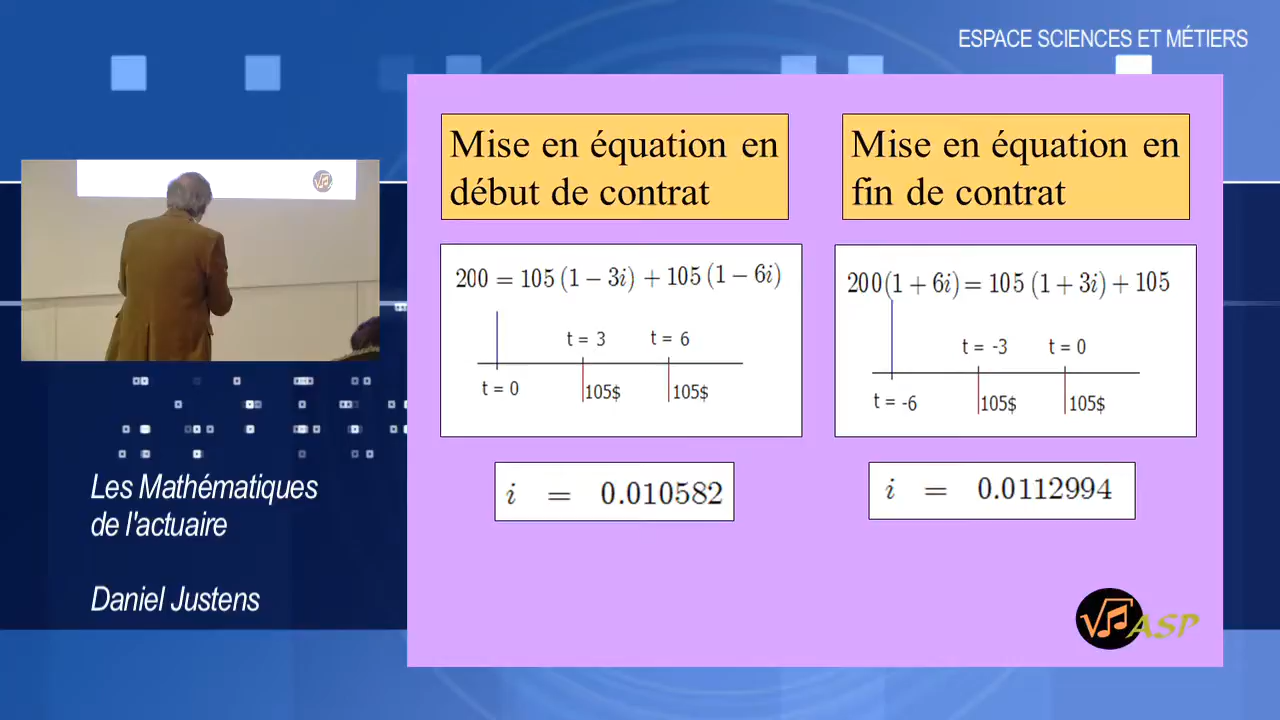 ESPACE SCIENCES ET MÉTIERS
Mise en équation en
début de contrat
200 = 105 (1 − 3i) + 105 (1 − 6i)
t = 3 t = 6
t = 0
105$ 105$
i = 0.010582
Mise en équation en
fin de contrat
200(1 + 6i) = 105 (1 + 3i) + 105
t = -3 t = 0
t = -6
105$ 105$
i = 0.0112994
Les Mathématiques
de l'actuaire
Daniel Justens
ASP